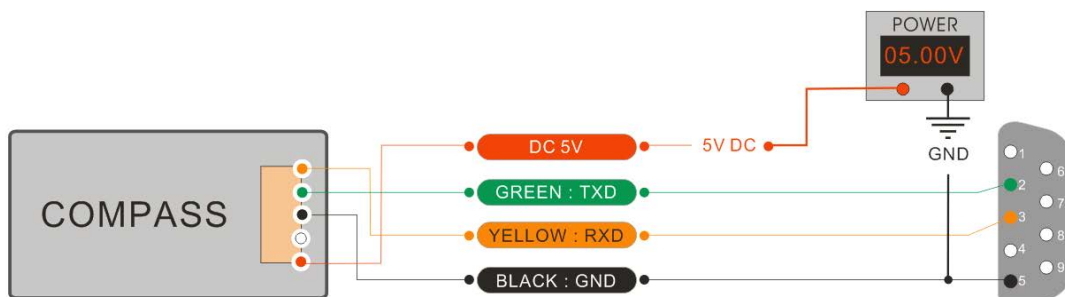 POWER
05.00V
DC 5V
5V DC
GND
COMPASS
GREEN : TXD
YELLOW : RXD
BLACK : GND
1
6
2
7
3
8
4
9
5